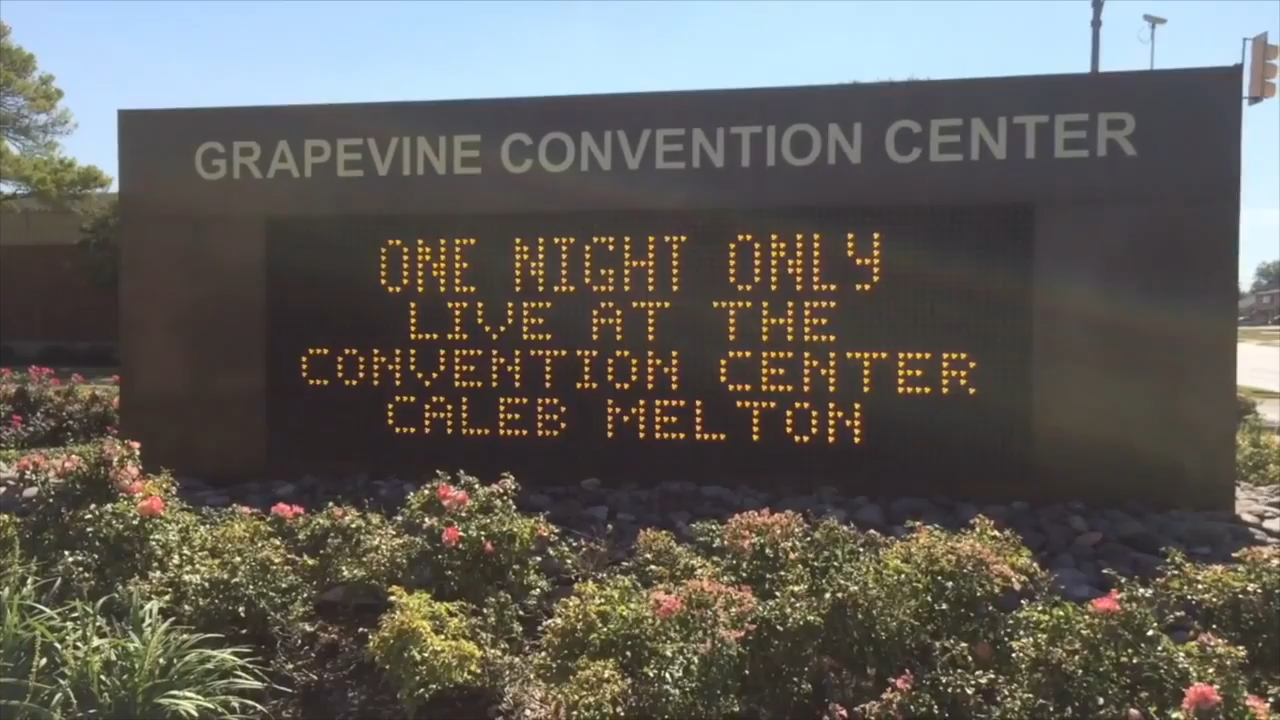 GRAPEVINE CONVENTION CENTER
ONE NIGHT ONLY
LIVE AT THE
CONVENTION CENTER
CALEB MELTON